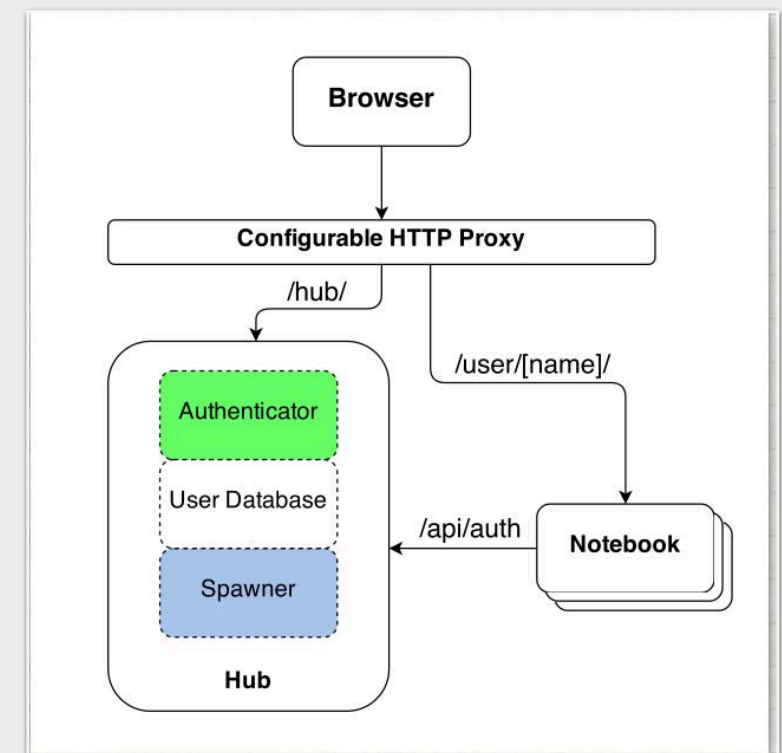 Browser
Configurable HTTP Proxy
/hub/
/user/[name]/
Authenticator
User Database
/api/auth
Notebook
Spawner
Hub